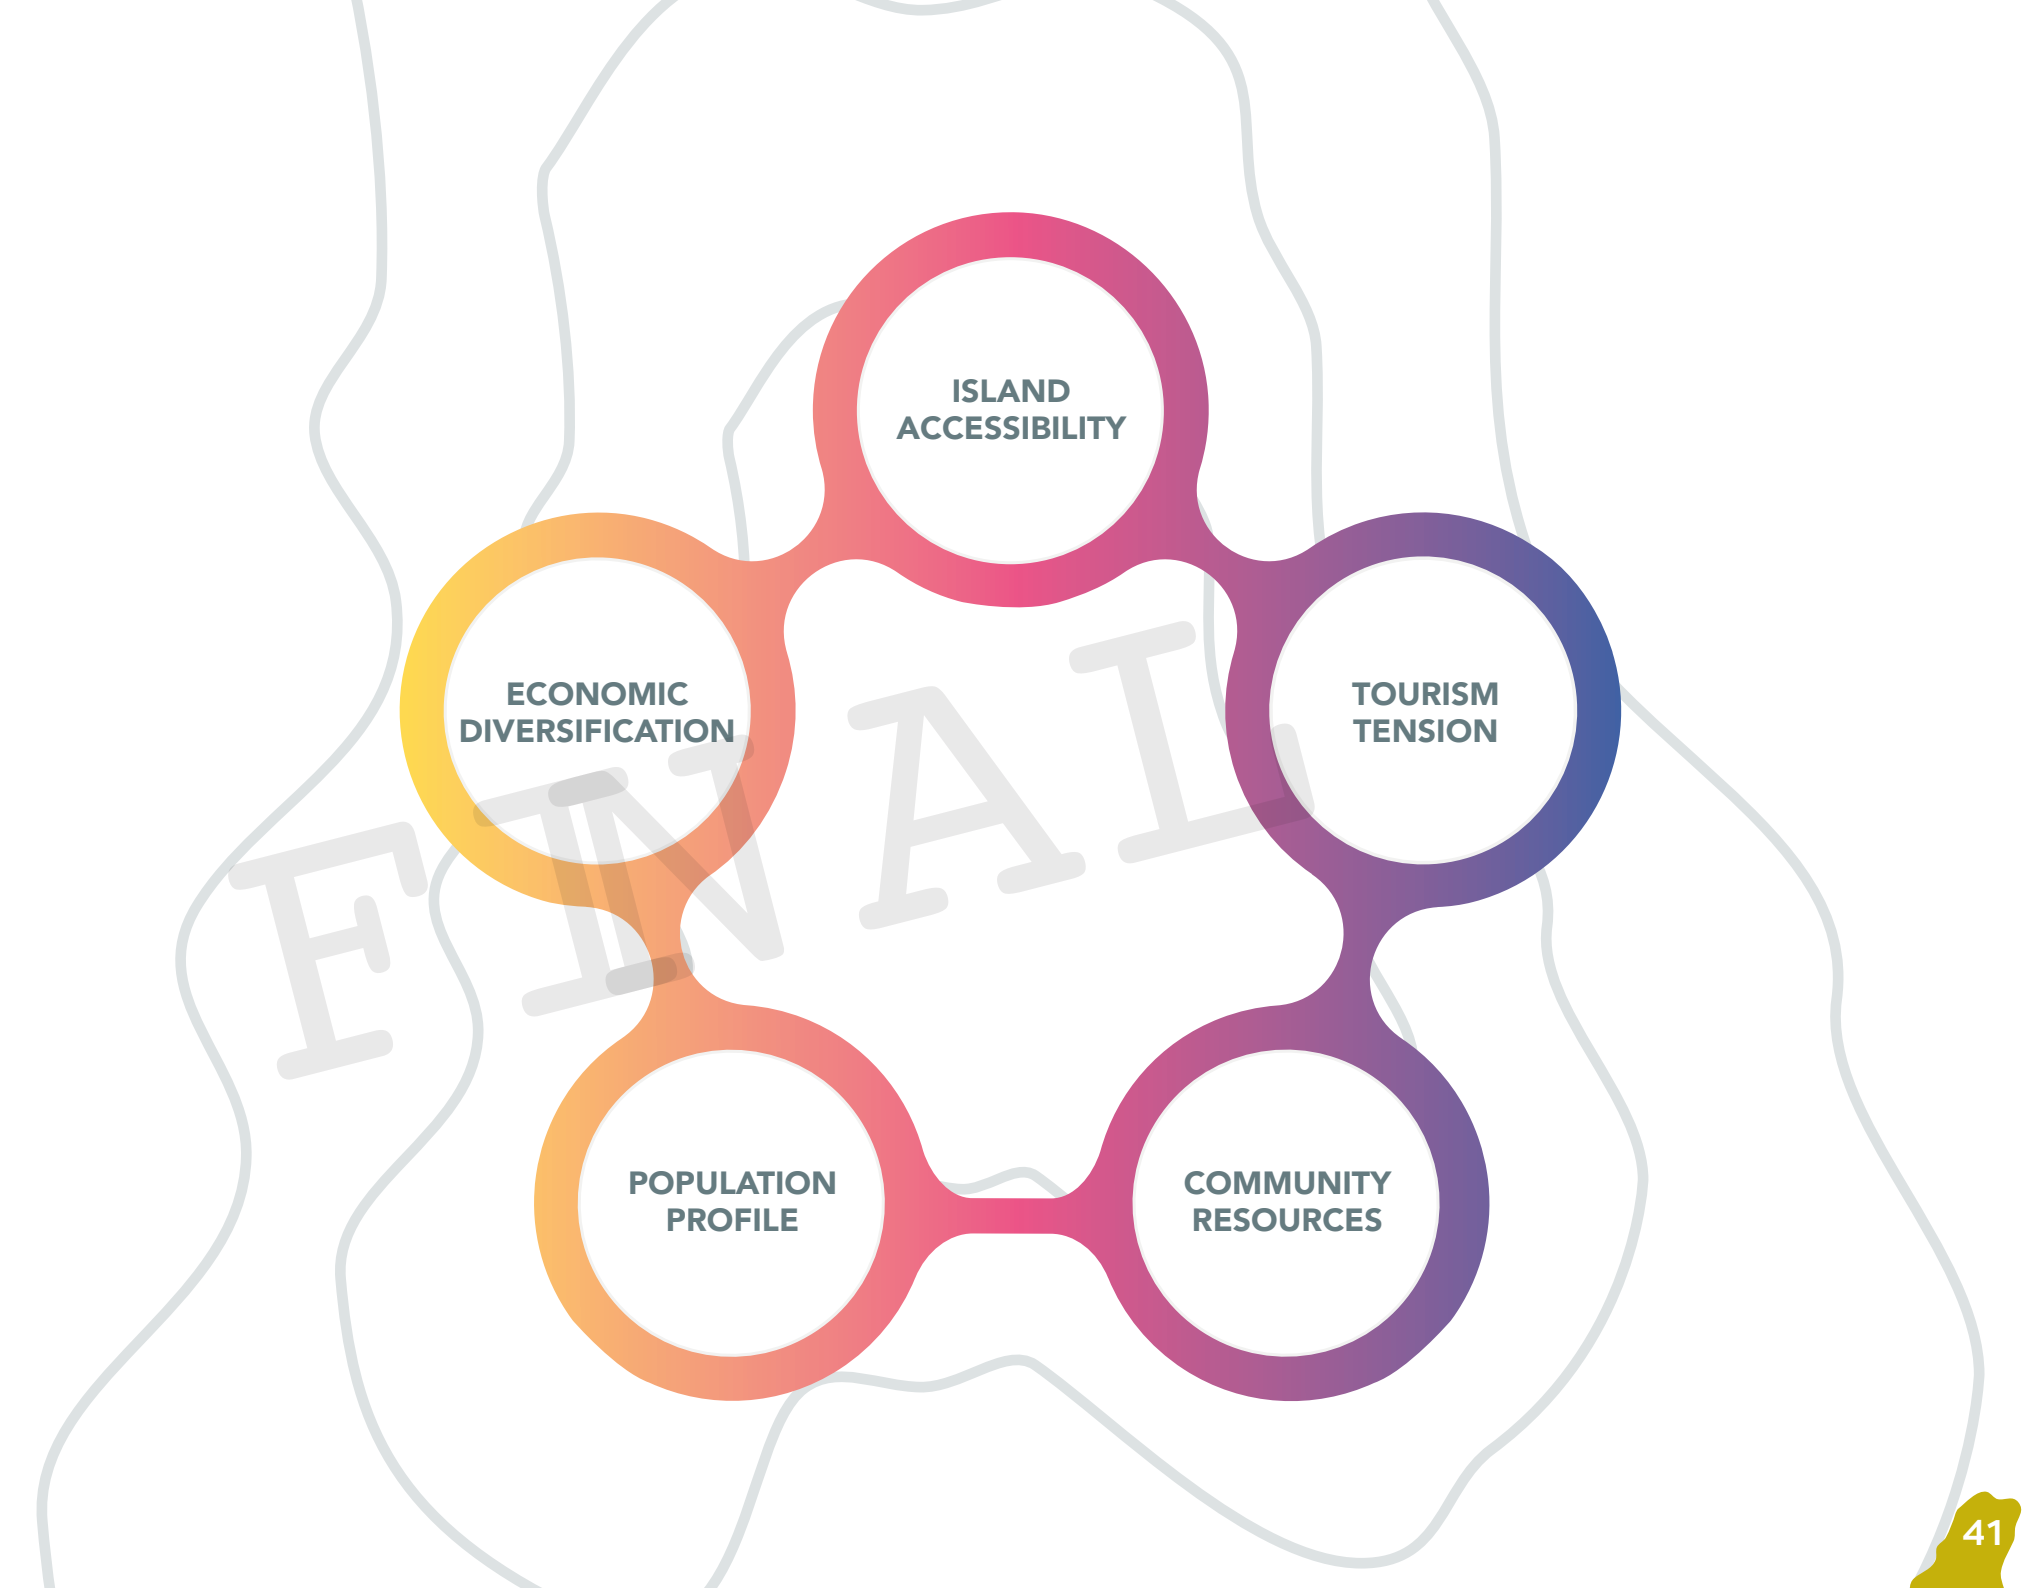 ISLAND
ACCESSIBILITY
ECONOMIC
DIVERSIFICATION
TOURISM
TENSION
FINAL
POPULATION
PROFILE
COMMUNITY
RESOURCES
41